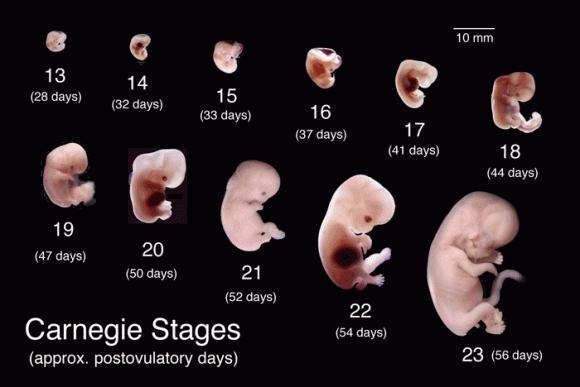 10 mm
13
(28 days)
14
(32 days)
15
(33 days)
16
(37 days)
17
(41 days)
18
(44 days)
19
(47 days)
20
(50 days)
21
(52 days)
22
(54 days)
23 (56 days)
Carnegie Stages
(approx. postovulatory days)